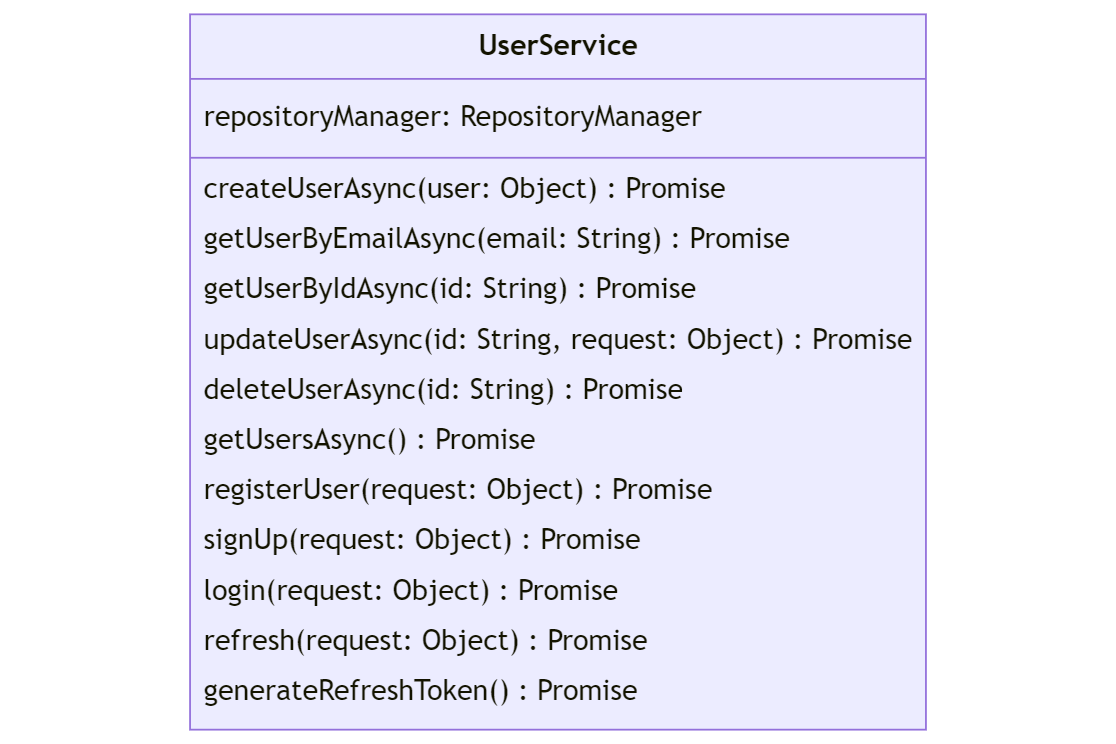 UserService
repositoryManager: RepositoryManager
createUserAsync(user: Object) : Promise
getUserByEmailAsync(email: String) : Promise
getUserByIdAsync(id: String) : Promise
updateUserAsync(id: String, request: Object) : Promise
deleteUserAsync(id: String) : Promise
getUsersAsync() : Promise
registerUser(request: Object) : Promise
signUp(request: Object) : Promise
login(request: Object) : Promise
refresh(request: Object) : Promise
generateRefreshToken() : Promise